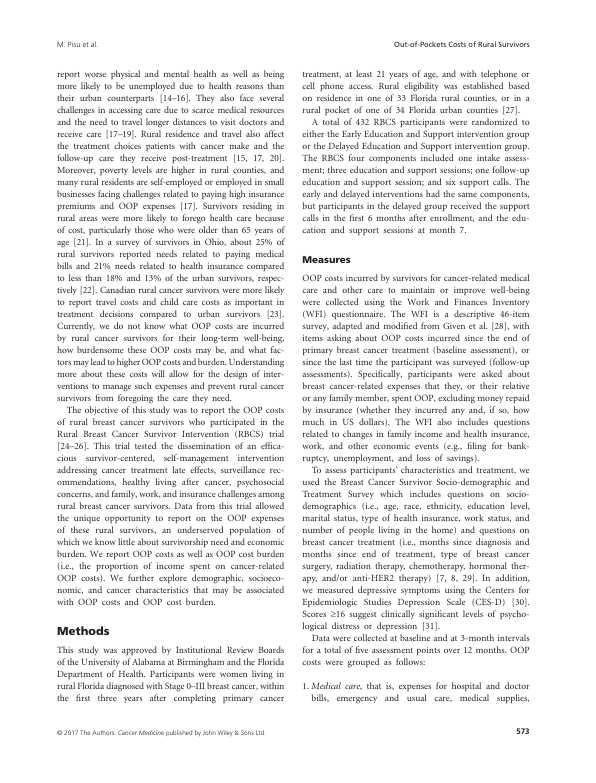 M. Pisu et al.
Out-of-Pockets Costs of Rural Survivors
report worse physical and mental health as well as being
more likely to be unemployed due to health reasons than
their urban counterparts [14–16]. They also face several
challenges in accessing care due to scarce medical resources
and the need to travel longer distances to visit doctors and
receive care [17–19]. Rural residence and travel also affect
the treatment choices patients with cancer make and the
follow-up care they receive post-treatment [15, 17, 20].
Moreover, poverty levels are higher in rural counties, and
many rural residents are self-employed or employed in small
businesses facing challenges related to paying high insurance
premiums and OOP expenses [17]. Survivors residing in
rural areas were more likely to forego health care because
of cost, particularly those who were older than 65 years of
age [21]. In a survey of survivors in Ohio, about 25% of
rural survivors reported needs related to paying medical
bills and 21% needs related to health insurance compared
to less than 18% and 13% of the urban survivors, respec-
tively [22]. Canadian rural cancer survivors were more likely
to report travel costs and child care costs as important in
treatment decisions compared to urban survivors [23].
Currently, we do not know what OOP costs are incurred
by rural cancer survivors for their long-term well-being,
how burdensome these OOP costs may be, and what fac-
tors may lead to higher OOP costs and burden. Understanding
more about these costs will allow for the design of inter-
ventions to manage such expenses and prevent rural cancer
survivors from foregoing the care they need.
The objective of this study was to report the OOP costs
of rural breast cancer survivors who participated in the
Rural Breast Cancer Survivor Intervention (RBCS) trial
[24–26]. This trial tested the dissemination of an effica-
cious survivor-centered, self-management intervention
addressing cancer treatment late effects, surveillance rec-
ommendations, healthy living after cancer, psychosocial
concerns, and family, work, and insurance challenges among
rural breast cancer survivors. Data from this trial allowed
the unique opportunity to report on the OOP expenses
of these rural survivors, an underserved population of
which we know little about survivorship need and economic
burden. We report OOP costs as well as OOP cost burden
(i.e., the proportion of income spent on cancer-related
OOP costs). We further explore demographic, socioeco-
nomic, and cancer characteristics that may be associated
with OOP costs and OOP cost burden.
Methods
This study was approved by Institutional Review Boards
of the University of Alabama at Birmingham and the Florida
Department of Health. Participants were women living in
rural Florida diagnosed with Stage 0–III breast cancer, within
the first three years after completing primary cancer
treatment, at least 21 years of age, and with telephone or
cell phone access. Rural eligibility was established based
on residence in one of 33 Florida rural counties, or in a
rural pocket of one of 34 Florida urban counties [27].
A total of 432 RBCS participants were randomized to
either the Early Education and Support intervention group
or the Delayed Education and Support intervention group.
The RBCS four components included one intake assess-
ment; three education and support sessions; one follow-up
education and support session; and six support calls. The
early and delayed interventions had the same components,
but participants in the delayed group received the support
calls in the first 6 months after enrollment, and the edu-
cation and support sessions at month 7.
Measures
OOP costs incurred by survivors for cancer-related medical
care and other care to maintain or improve well-being
were collected using the Work and Finances Inventory
(WFI) questionnaire. The WFI is a descriptive 46-item
survey, adapted and modified from Given et al. [28], with
items asking about OOP costs incurred since the end of
primary breast cancer treatment (baseline assessment), or
since the last time the participant was surveyed (follow-up
assessments). Specifically, participants were asked about
breast cancer-related expenses that they, or their relative
or any family member, spent OOP, excluding money repaid
by insurance (whether they incurred any and, if so, how
much in US dollars). The WFI also includes questions
related to changes in family income and health insurance,
work, and other economic events (e.g., filing for bank-
ruptcy, unemployment, and loss of savings).
To assess participants' characteristics and treatment, we
used the Breast Cancer Survivor Socio-demographic and
Treatment Survey which includes questions on socio-
demographics (i.e., age, race, ethnicity, education level,
marital status, type of health insurance, work status, and
number of people living in the home) and questions on
breast cancer treatment (i.e., months since diagnosis and
months since end of treatment, type of breast cancer
surgery, radiation therapy, chemotherapy, hormonal ther-
apy, and/or anti-HER2 therapy) [7, 8, 29]. In addition,
we measured depressive symptoms using the Centers for
Epidemiologic Studies Depression Scale (CES-D) [30].
Scores ≥16 suggest clinically significant levels of psycho-
logical distress or depression [31].
Data were collected at baseline and at 3-month intervals
for a total of five assessment points over 12 months. OOP
costs were grouped as follows:
1. Medical care, that is, expenses for hospital and doctor
bills, emergency and usual care, medical supplies,
© 2017 The Authors. Cancer Medicine published by John Wiley & Sons Ltd.
573